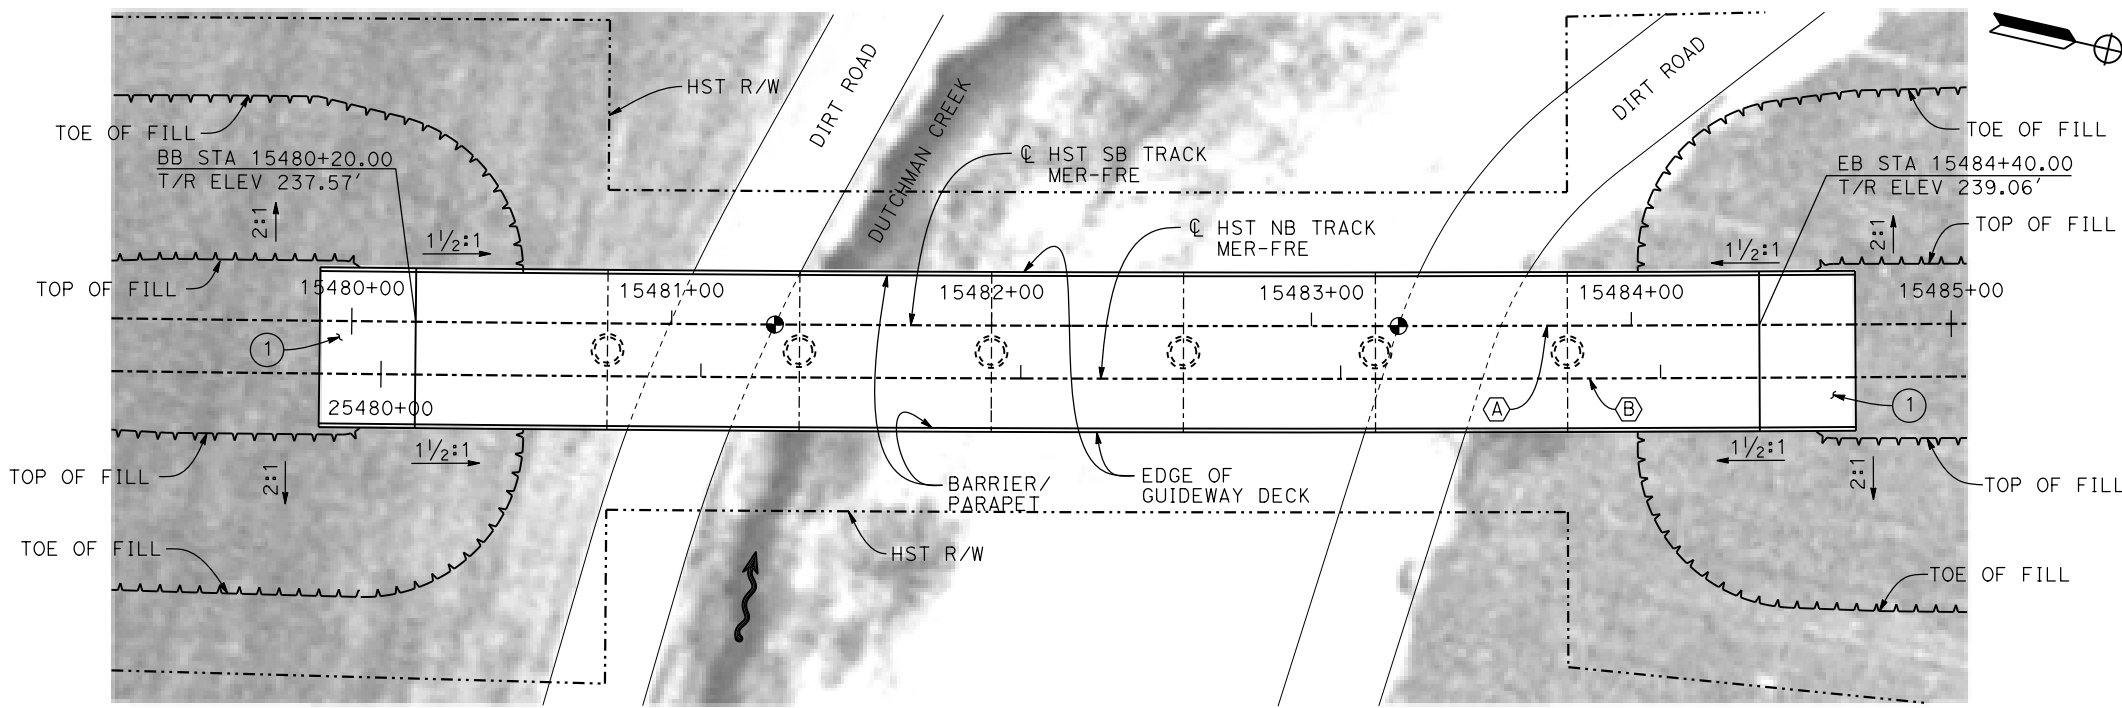 DIRT ROAD
DUTCHMAN CREEK
DIRT ROAD
HST R/W
TOE OF FILL
BB STA 15480+20.00
T/R ELEV 237.57'
2:1
1½:1
℄ HST SB TRACK
MER-FRE
℄ HST NB TRACK
MER-FRE
TOE OF FILL
EB STA 15484+40.00
T/R ELEV 239.06'
TOP OF FILL
2:1
1½:1
TOP OF FILL
15480+00
15481+00
15482+00
15483+00
15484+00
15485+00
1
25480+00
A
B
1
TOP OF FILL
2:1
1½:1
BARRIER/
PARAPET
EDGE OF
GUIDEWAY DECK
1½:1
2:1
TOP OF FILL
TOE OF FILL
HST R/W
TOE OF FILL